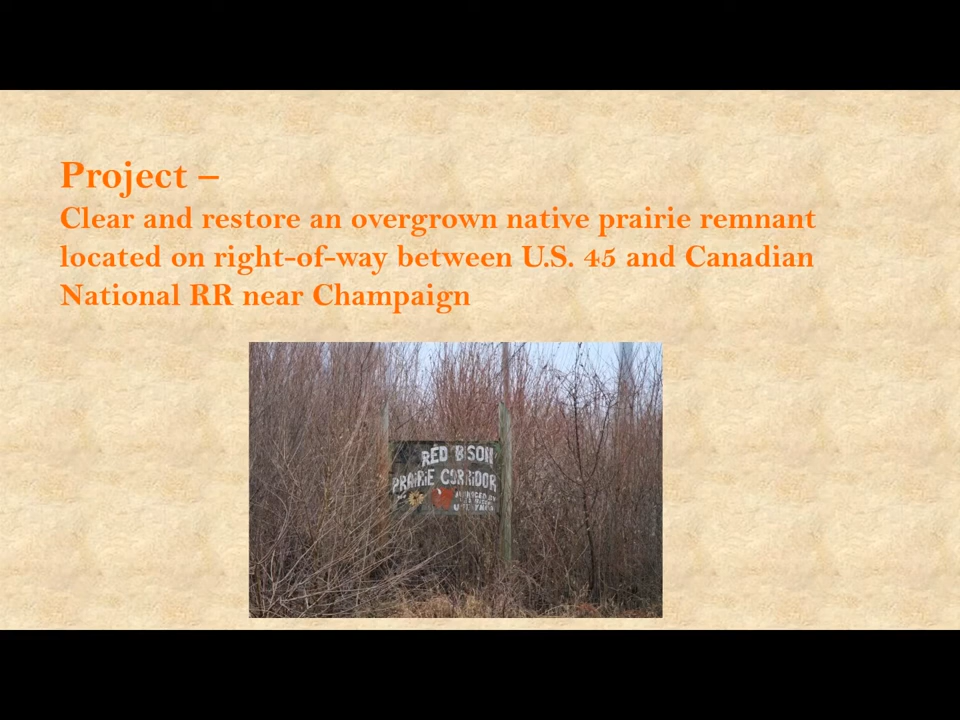 Project –
Clear and restore an overgrown native prairie remnant
located on right-of-way between U.S. 45 and Canadian
National RR near Champaign
RED BISON
PRAIRIE CORRIDOR